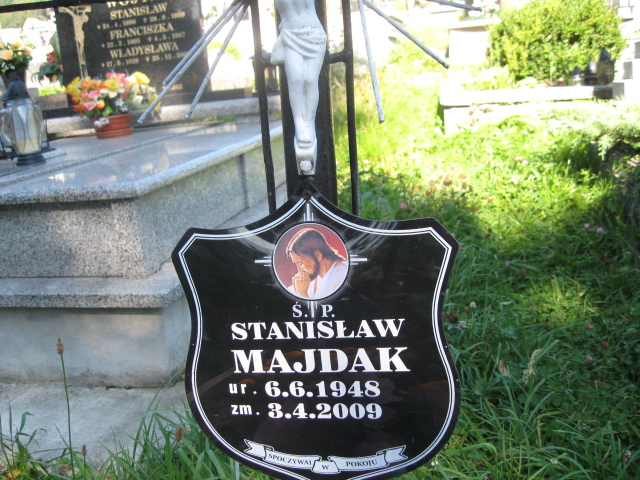 STANISŁAW
FRANCISZKA
WŁADYSŁAWA
Ś. P.
STANISŁAW
MAJDAK
ur. 6.6.1948
zm. 3.4.2009
SPOCZYWAJ W POKOJU